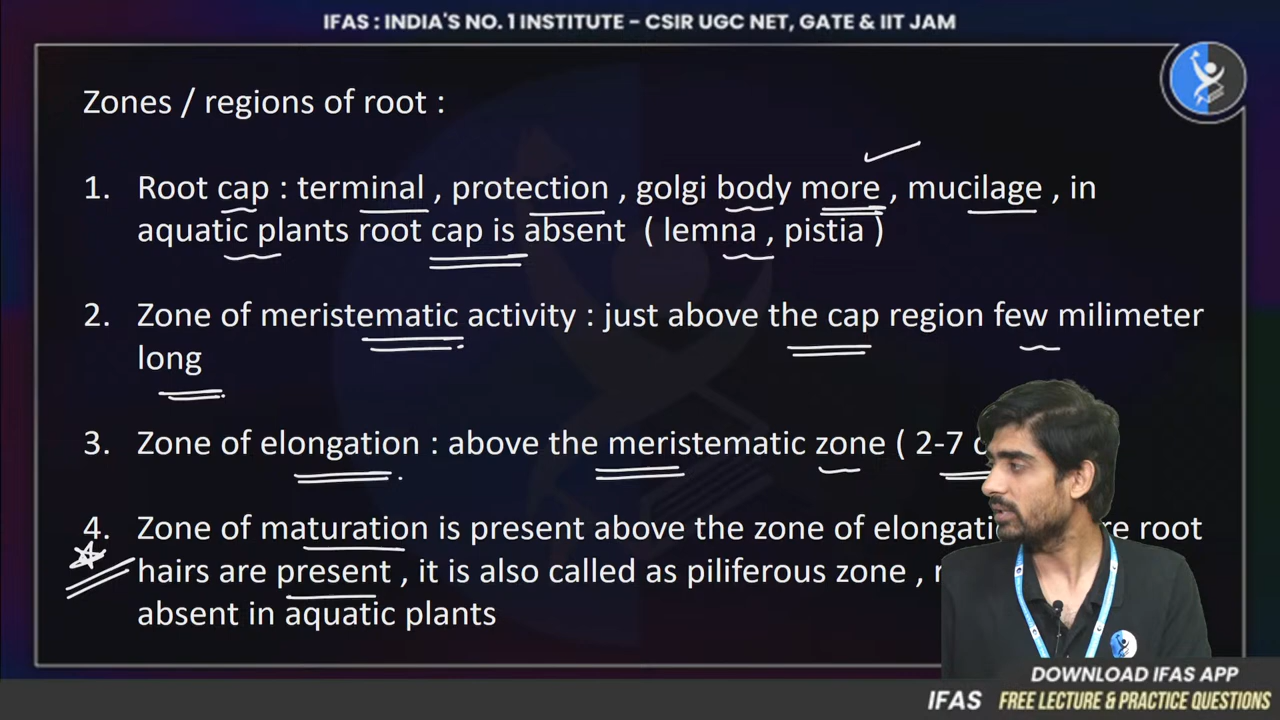 IFAS : INDIA'S NO. 1 INSTITUTE – CSIR UGC NET, GATE & IIT JAM
Zones / regions of root :
1. Root cap : terminal , protection , golgi body more , mucilage , in
aquatic plants root cap is absent ( lemna , pistia )
2. Zone of meristematic activity : just above the cap region few milimeter
long
3. Zone of elongation : above the meristematic zone ( 2-7
4. Zone of maturation is present above the zone of root
hairs are present , it is also called as piliferous zone ,
absent in aquatic plants
DOWNLOAD IFAS APP
IFAS FREE LECTURE & PRACTICE QUESTIONS